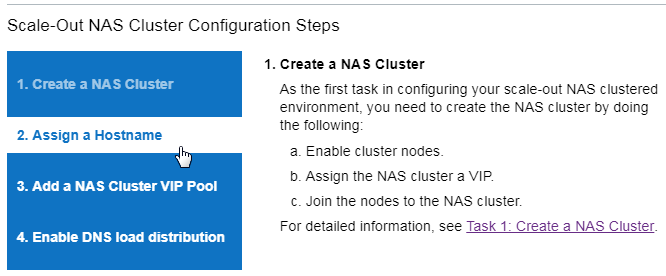 Scale-Out NAS Cluster Configuration Steps
1. Create a NAS Cluster
2. Assign a Hostname
3. Add a NAS Cluster VIP Pool
4. Enable DNS load distribution
1. Create a NAS Cluster
As the first task in configuring your scale-out NAS clustered
environment, you need to create the NAS cluster by doing
the following:
a. Enable cluster nodes.
b. Assign the NAS cluster a VIP.
c. Join the nodes to the NAS cluster.
For detailed information, see Task 1: Create a NAS Cluster.